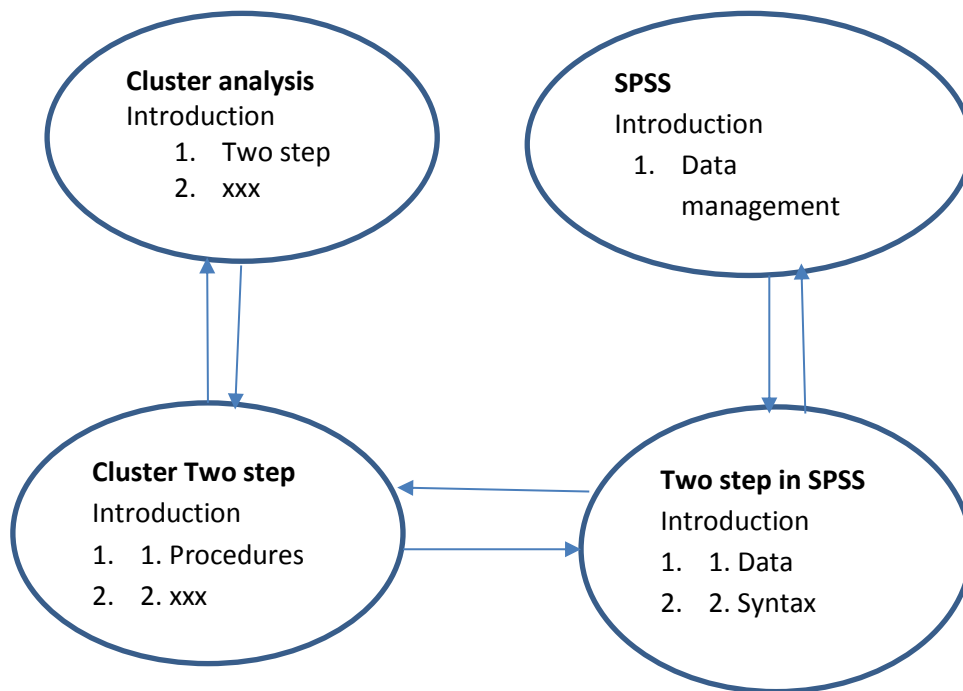 Cluster analysis
Introduction
1. Two step
2. xxx
SPSS
Introduction
1. Data
management
Cluster Two step
Introduction
1. 1. Procedures
2. 2. xxx
Two step in SPSS
Introduction
1. 1. Data
2. 2. Syntax